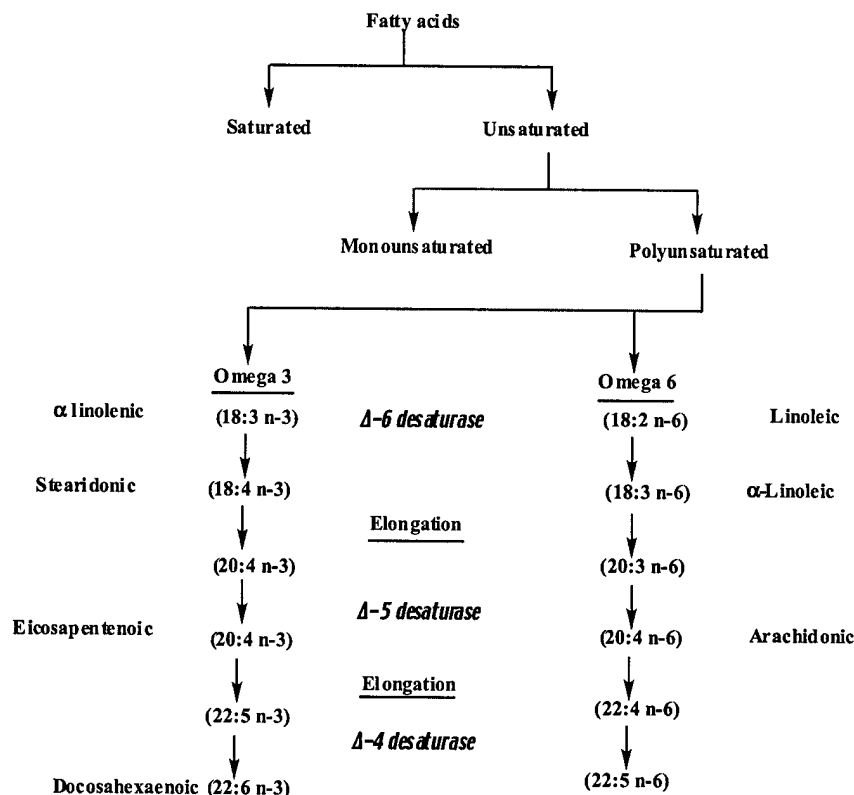 Fatty acids
Saturated Unsaturated
Monounsaturated Polyunsaturated
Omega 3 Omega 6
α linolenic (18:3 n-3) Δ-6 desaturase (18:2 n-6) Linoleic
Stearidonic (18:4 n-3) (18:3 n-6) α-Linoleic
Elongation
(20:4 n-3) (20:3 n-6)
Δ-5 desaturase
Eicosapentenoic (20:4 n-3) (20:4 n-6) Arachidonic
Elongation
(22:5 n-3) (22:4 n-6)
Δ-4 desaturase
Docosahexaenoic (22:6 n-3) (22:5 n-6)